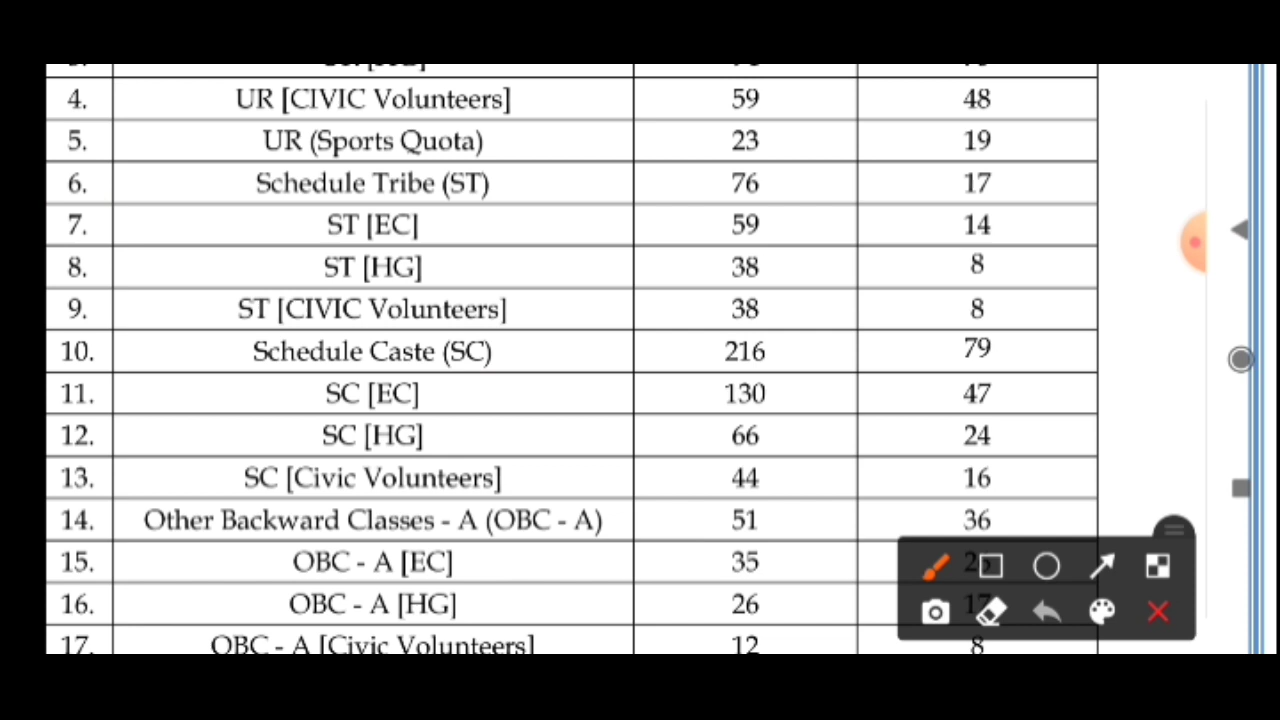 4. UR [CIVIC Volunteers] 59 48
5. UR (Sports Quota) 23 19
6. Schedule Tribe (ST) 76 17
7. ST [EC] 59 14
8. ST [HG] 38 8
9. ST [CIVIC Volunteers] 38 8
10. Schedule Caste (SC) 216 79
11. SC [EC] 130 47
12. SC [HG] 66 24
13. SC [Civic Volunteers] 44 16
14. Other Backward Classes - A (OBC - A) 51 36
15. OBC - A [EC] 35
16. OBC - A [HG] 26 17
17. OBC - A [Civic Volunteers] 12 8